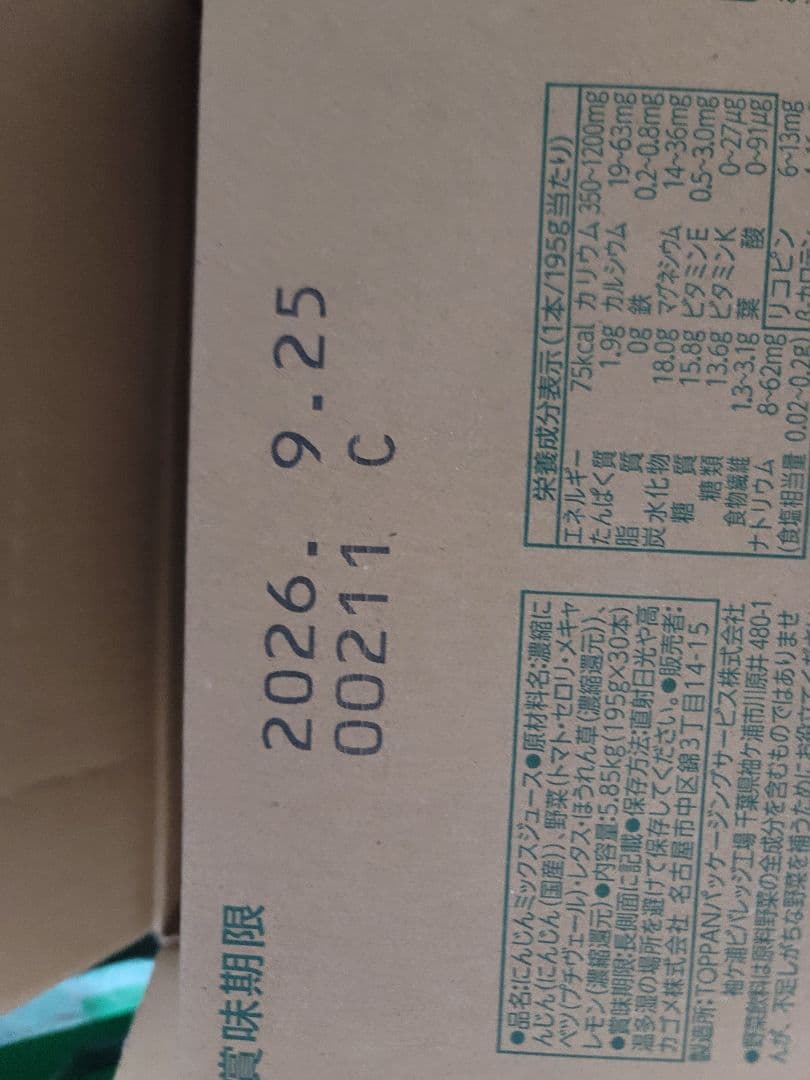 賞味期限
2026. 9.25
00211 C
●品名:にんじんミックスジュース●原材料名:濃縮に
んじん(にんじん(国産))、野菜(トマト・セロリ・メキャ
ベツ(プチヴェール)・レタス・ほうれん草(濃縮還元))、
レモン(濃縮還元)●内容量:5.85kg(195g×30本)
●賞味期限:長側面に記載●保存方法:直射日光や高
温多湿の場所を避けて保存してください。●販売者:
カゴメ株式会社 名古屋市中区錦3丁目14-15
製造所:TOPPANパッケージングサービス株式会社
袖ケ浦ビバレッジ工場 千葉県袖ケ浦市川原井480-1
●野菜飲料は原料野菜の全成分を含むものではありませ
んが、不足しがちな野菜を補うために
栄養成分表示(1本/195g当たり)
エネルギー 75kcal カリウム 350~1200mg
たんぱく質 1.9g カルシウム 19~63mg
脂質 0g 鉄 0.2~0.8mg
炭水化物 18.0g マグネシウム 14~36mg
糖質 15.8g ビタミンE 0.5~3.0mg
糖類 13.6g ビタミンK 0~27μg
食物繊維 1.3~3.1g 葉酸 0~91μg
ナトリウム 8~62mg リコピン 6~13mg
(食塩相当量 0.02~0.2g)